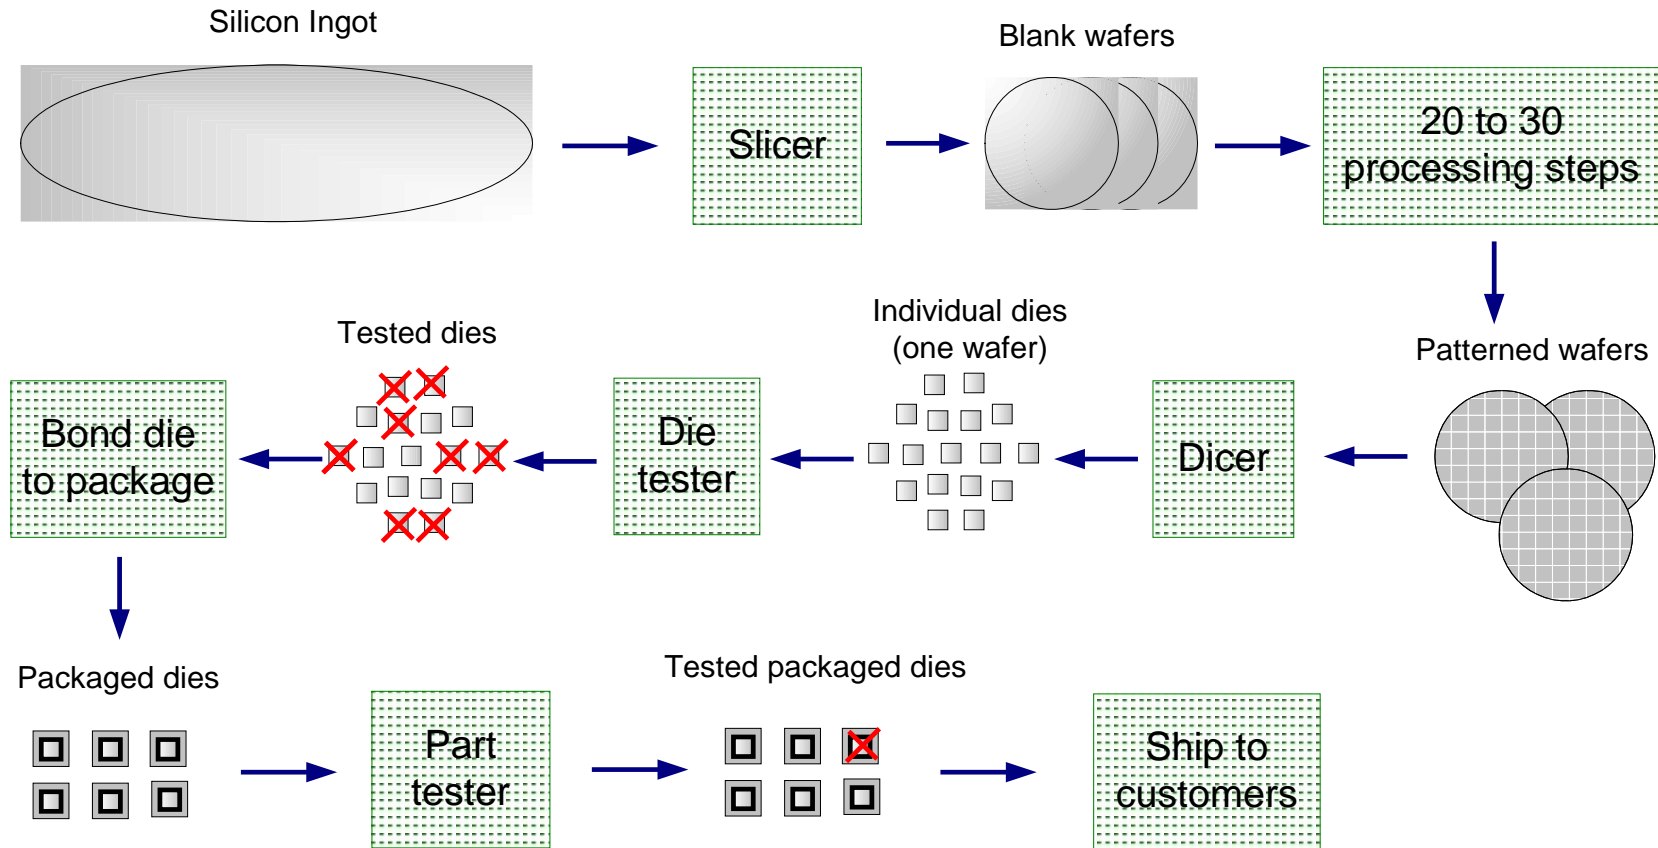 Silicon Ingot
Slicer
Blank wafers
20 to 30
processing steps
Patterned wafers
Dicer
Individual dies
(one wafer)
Die
tester
Tested dies
Bond die
to package
Packaged dies
Part
tester
Tested packaged dies
Ship to
customers